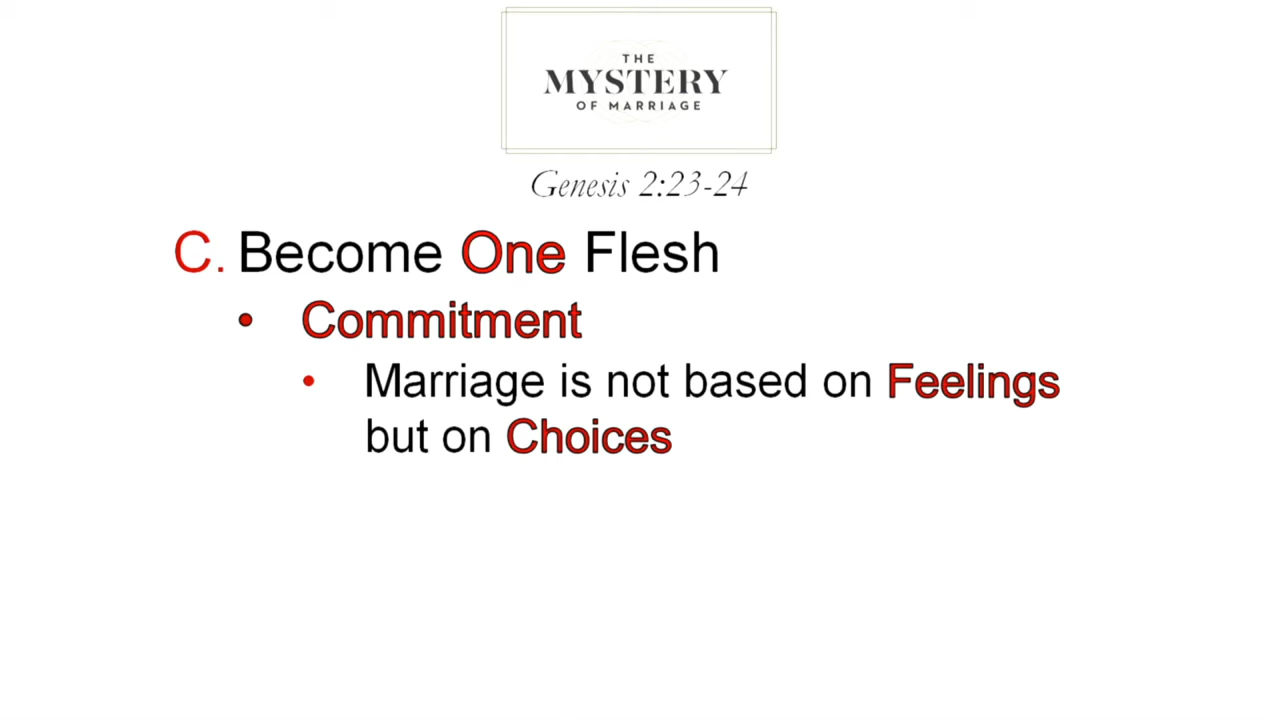 THE
MYSTERY
OF MARRIAGE
Genesis 2:23-24
C. Become One Flesh
• Commitment
• Marriage is not based on Feelings
but on Choices